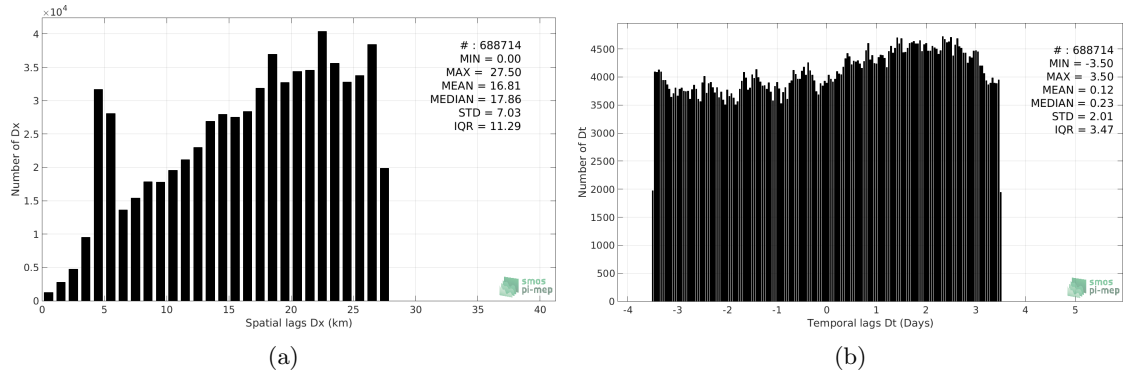 ×10⁴
4
3.5
3
2.5
2
1.5
1
0.5
0
Number of Dx
# : 688714
MIN = 0.00
MAX = 27.50
MEAN = 16.81
MEDIAN = 17.86
STD = 7.03
IQR = 11.29
smos
pi-mep
0 5 10 15 20 25 30 35 40
Spatial lags Dx (km)
(a)
4500
4000
3500
3000
2500
2000
1500
1000
500
0
Number of Dt
# : 688714
MIN = -3.50
MAX = 3.50
MEAN = 0.12
MEDIAN = 0.23
STD = 2.01
IQR = 3.47
smos
pi-mep
-4 -3 -2 -1 0 1 2 3 4 5
Temporal lags Dt (Days)
(b)